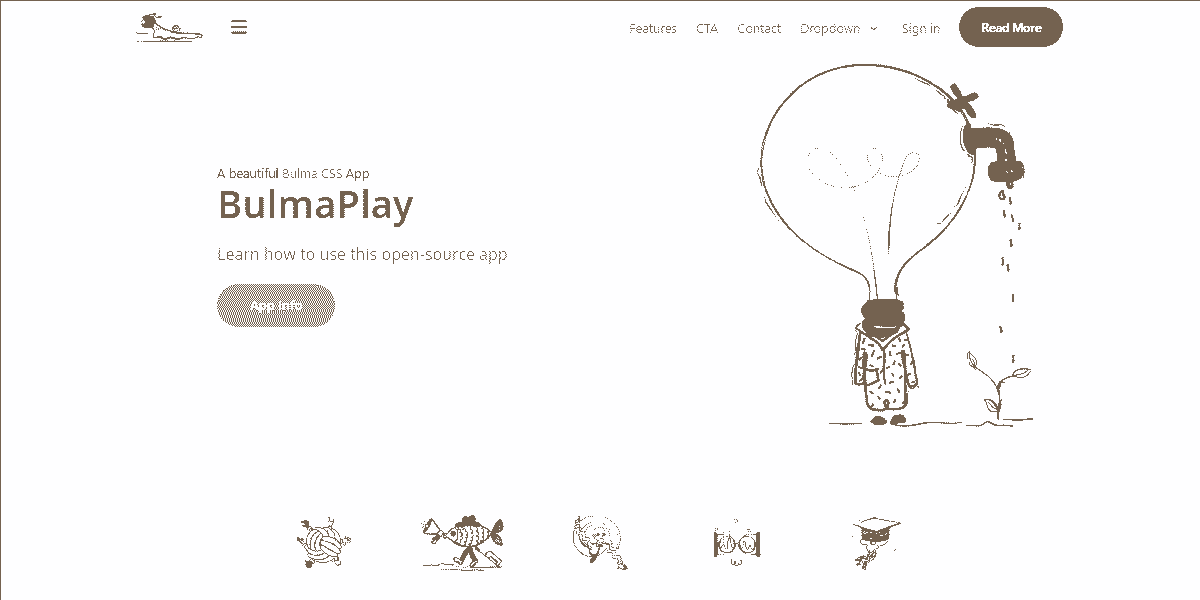 Features CTA Contact Dropdown Sign in Read More
A beautiful Bulma CSS App
BulmaPlay
Learn how to use this open-source app
App info